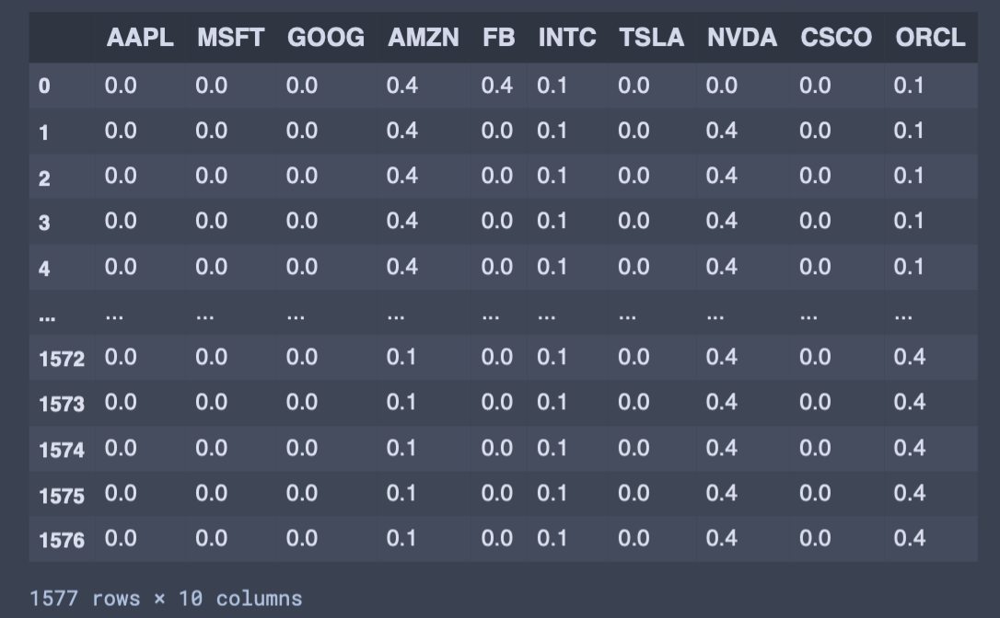 AAPL MSFT GOOG AMZN FB INTC TSLA NVDA CSCO ORCL
0 0.0 0.0 0.0 0.4 0.4 0.1 0.0 0.0 0.0 0.1
1 0.0 0.0 0.0 0.4 0.0 0.1 0.0 0.4 0.0 0.1
2 0.0 0.0 0.0 0.4 0.0 0.1 0.0 0.4 0.0 0.1
3 0.0 0.0 0.0 0.4 0.0 0.1 0.0 0.4 0.0 0.1
4 0.0 0.0 0.0 0.4 0.0 0.1 0.0 0.4 0.0 0.1
... ... ... ... ... ... ... ... ... ... ...
1572 0.0 0.0 0.0 0.1 0.0 0.1 0.0 0.4 0.0 0.4
1573 0.0 0.0 0.0 0.1 0.0 0.1 0.0 0.4 0.0 0.4
1574 0.0 0.0 0.0 0.1 0.0 0.1 0.0 0.4 0.0 0.4
1575 0.0 0.0 0.0 0.1 0.0 0.1 0.0 0.4 0.0 0.4
1576 0.0 0.0 0.0 0.1 0.0 0.1 0.0 0.4 0.0 0.4
1577 rows × 10 columns